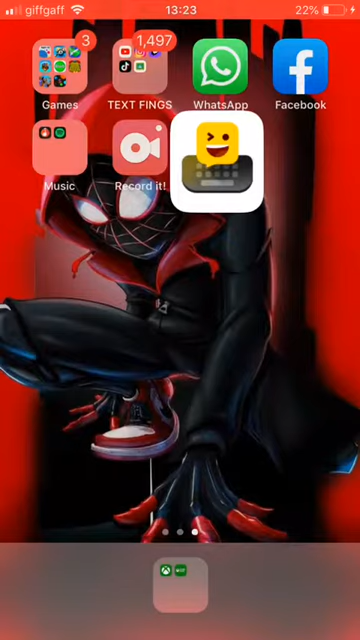 giffgaff 13:23 22%
3 1,497
Games TEXT FINGS WhatsApp Facebook
Music Record it!